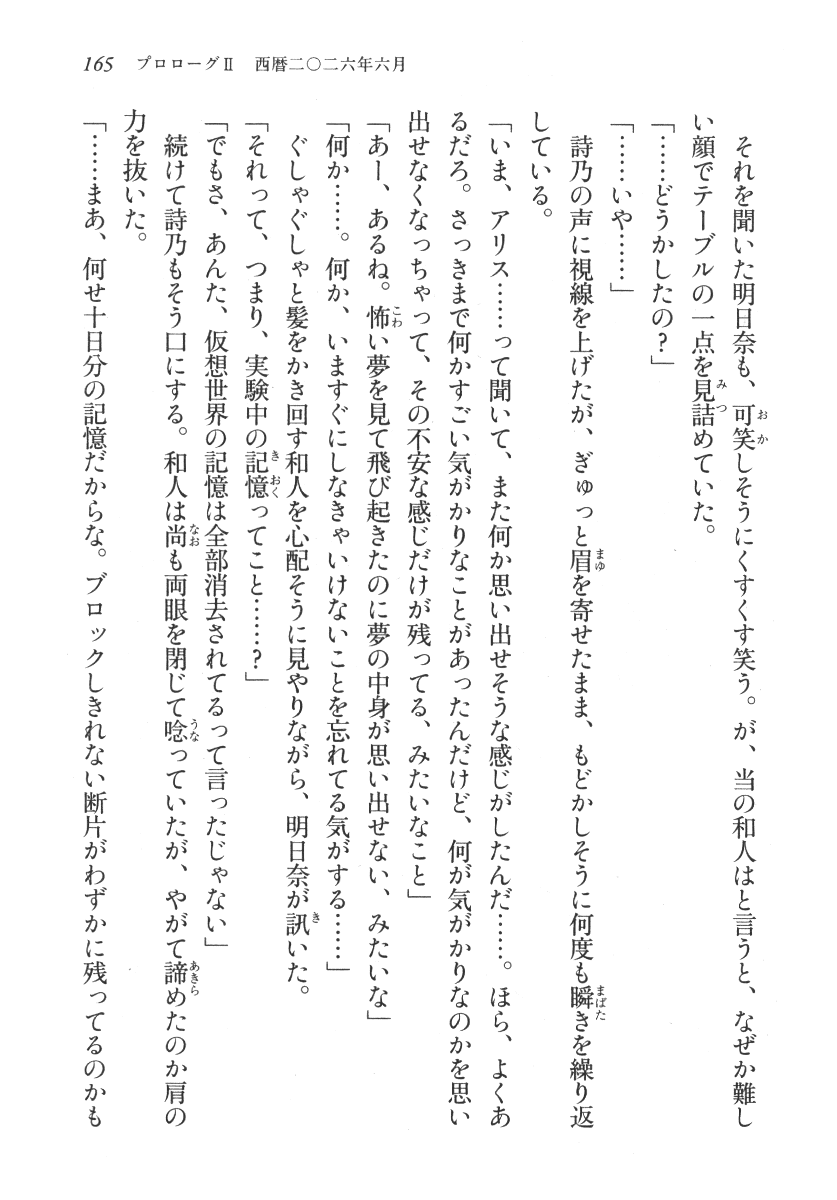 165 プロローグⅡ 西暦二〇二六年六月
それを聞いた明日奈も、可笑しそうにくすくす笑う。が、当の和人はと言うと、なぜか難し
い顔でテーブルの一点を見詰めていた。
「……どうかしたの？」
「……いや……」
詩乃の声に視線を上げたが、ぎゅっと眉を寄せたまま、もどかしそうに何度も瞬きを繰り返
している。
「いま、アリス……って聞いて、また何か思い出せそうな感じがしたんだ……。ほら、よくあ
るだろ。さっきまで何かすごい気がかりなことがあったんだけど、何が気がかりなのかを思い
出せなくなっちゃって、その不安な感じだけが残ってる、みたいなこと」
「あー、あるね。怖い夢を見て飛び起きたのに夢の中身が思い出せない、みたいな」
「何か……。何か、いますぐにしなきゃいけないことを忘れてる気がする……」
ぐしゃぐしゃと髪をかき回す和人を心配そうに見やりながら、明日奈が訊いた。
「それって、つまり、実験中の記憶ってこと……？」
「でもさ、あんた、仮想世界の記憶は全部消去されてるって言ったじゃない」
続けて詩乃もそう口にする。和人は尚も両眼を閉じて唸っていたが、やがて諦めたのか肩の
力を抜いた。
「……まあ、何せ十日分の記憶だからな。ブロックしきれない断片がわずかに残ってるのかも